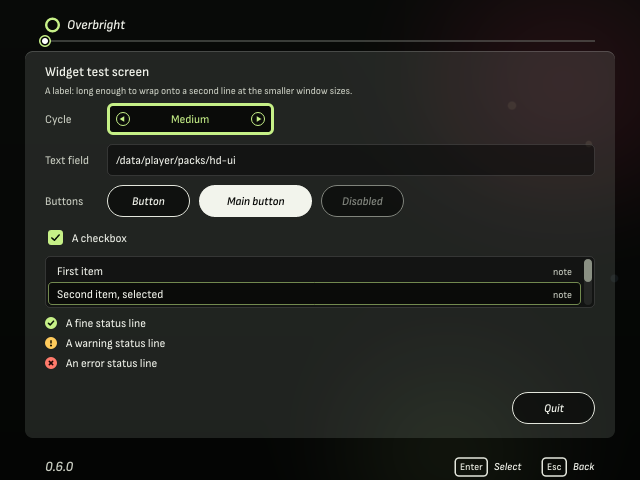 Overbright
Widget test screen
A label: long enough to wrap onto a second line at the smaller window sizes.
Cycle
Medium
Text field
/data/player/packs/hd-ui
Buttons
Button
Main button
Disabled
A checkbox
First item
note
Second item, selected
note
A fine status line
A warning status line
An error status line
Quit
0.6.0
Enter
Select
Esc
Back